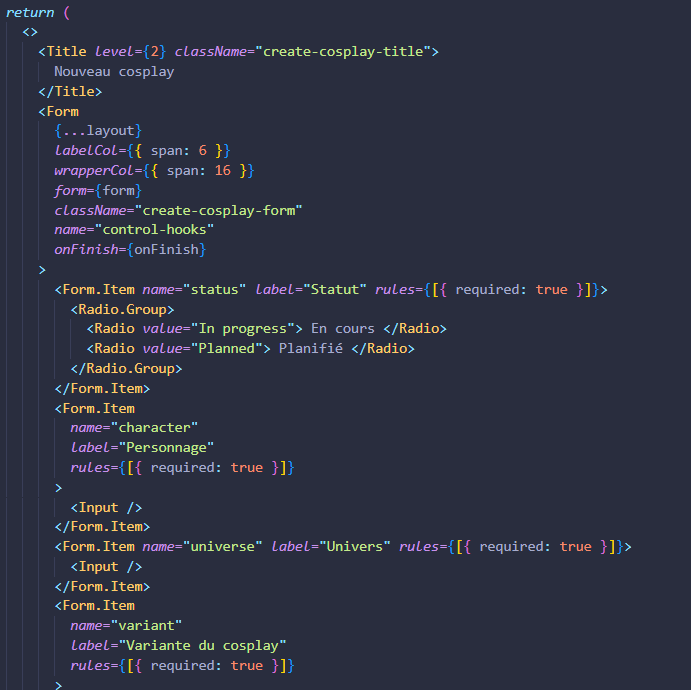 return (
<>
<Title level={2} className="create-cosplay-title">
Nouveau cosplay
</Title>
<Form
{...layout}
labelCol={{ span: 6 }}
wrapperCol={{ span: 16 }}
form={form}
className="create-cosplay-form"
name="control-hooks"
onFinish={onFinish}
>
<Form.Item name="status" label="Statut" rules={[{ required: true }]}>
<Radio.Group>
<Radio value="In progress"> En cours </Radio>
<Radio value="Planned"> Planifié </Radio>
</Radio.Group>
</Form.Item>
<Form.Item
name="character"
label="Personnage"
rules={[{ required: true }]}
>
<Input />
</Form.Item>
<Form.Item name="universe" label="Univers" rules={[{ required: true }]}>
<Input />
</Form.Item>
<Form.Item
name="variant"
label="Variante du cosplay"
rules={[{ required: true }]}
>